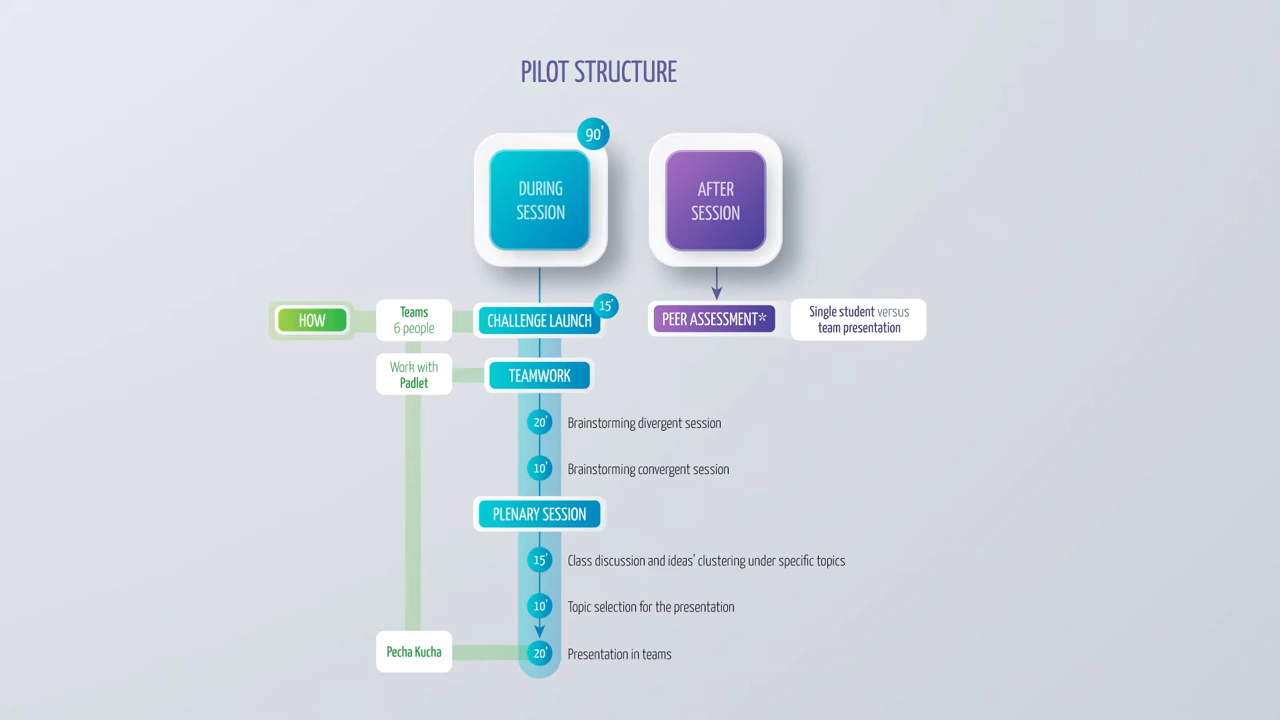 PILOT STRUCTURE
90'
DURING
SESSION
AFTER
SESSION
HOW
Teams
6 people
CHALLENGE LAUNCH
15'
PEER ASSESSMENT*
Single student versus
team presentation
Work with
Padlet
TEAMWORK
20'
Brainstorming divergent session
10'
Brainstorming convergent session
PLENARY SESSION
15'
Class discussion and ideas' clustering under specific topics
10'
Topic selection for the presentation
Pecha Kucha
20'
Presentation in teams